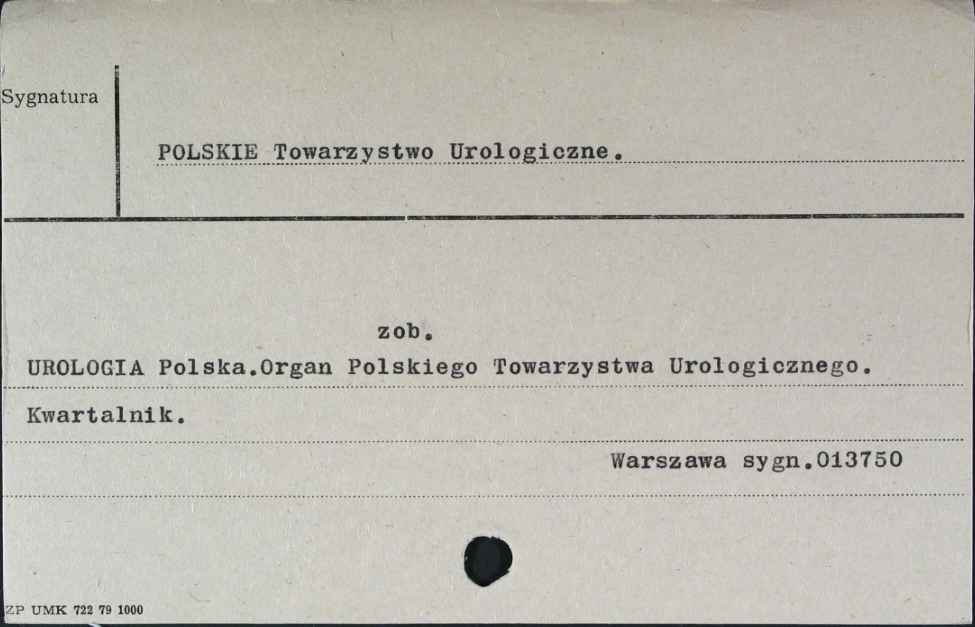 Sygnatura
POLSKIE Towarzystwo Urologiczne.
zob.
UROLOGIA Polska.Organ Polskiego Towarzystwa Urologicznego.
Kwartalnik.
Warszawa sygn.013750
ZP UMK 722 79 1000